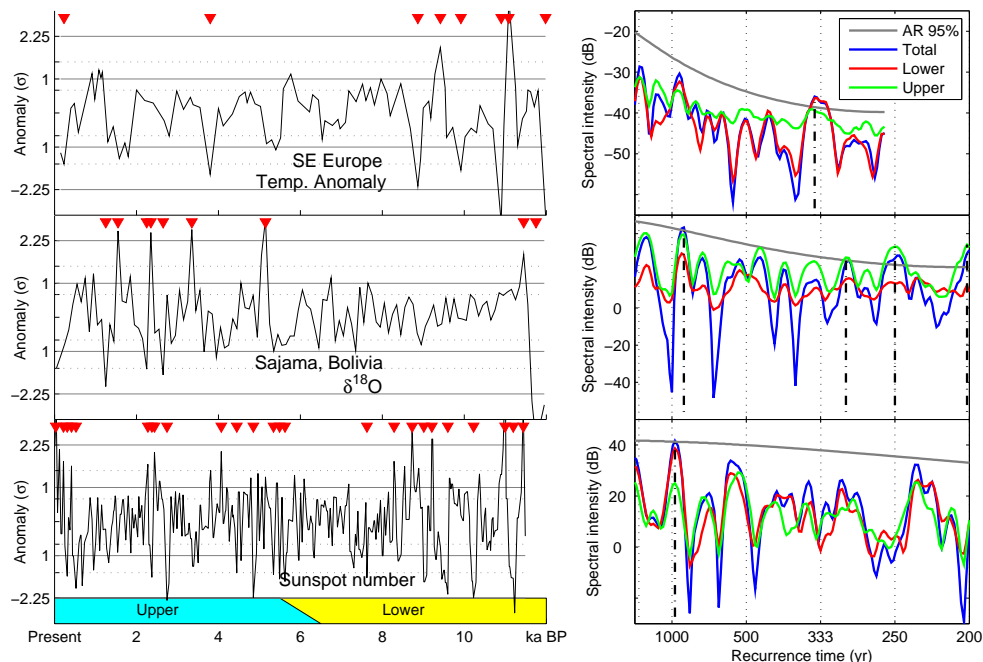 2.25
1
1
−2.25
Anomaly (σ)
SE Europe
Temp. Anomaly
2.25
1
1
−2.25
Anomaly (σ)
Sajama, Bolivia
δ¹⁸O
2.25
1
1
−2.25
Anomaly (σ)
Sunspot number
Upper
Lower
Present 2 4 6 8 10 ka BP
−20
−30
−40
−50
Spectral intensity (dB)
AR 95%
Total
Lower
Upper
0
−20
−40
Spectral intensity (dB)
40
20
0
Spectral intensity (dB)
1000 500 333 250 200
Recurrence time (yr)